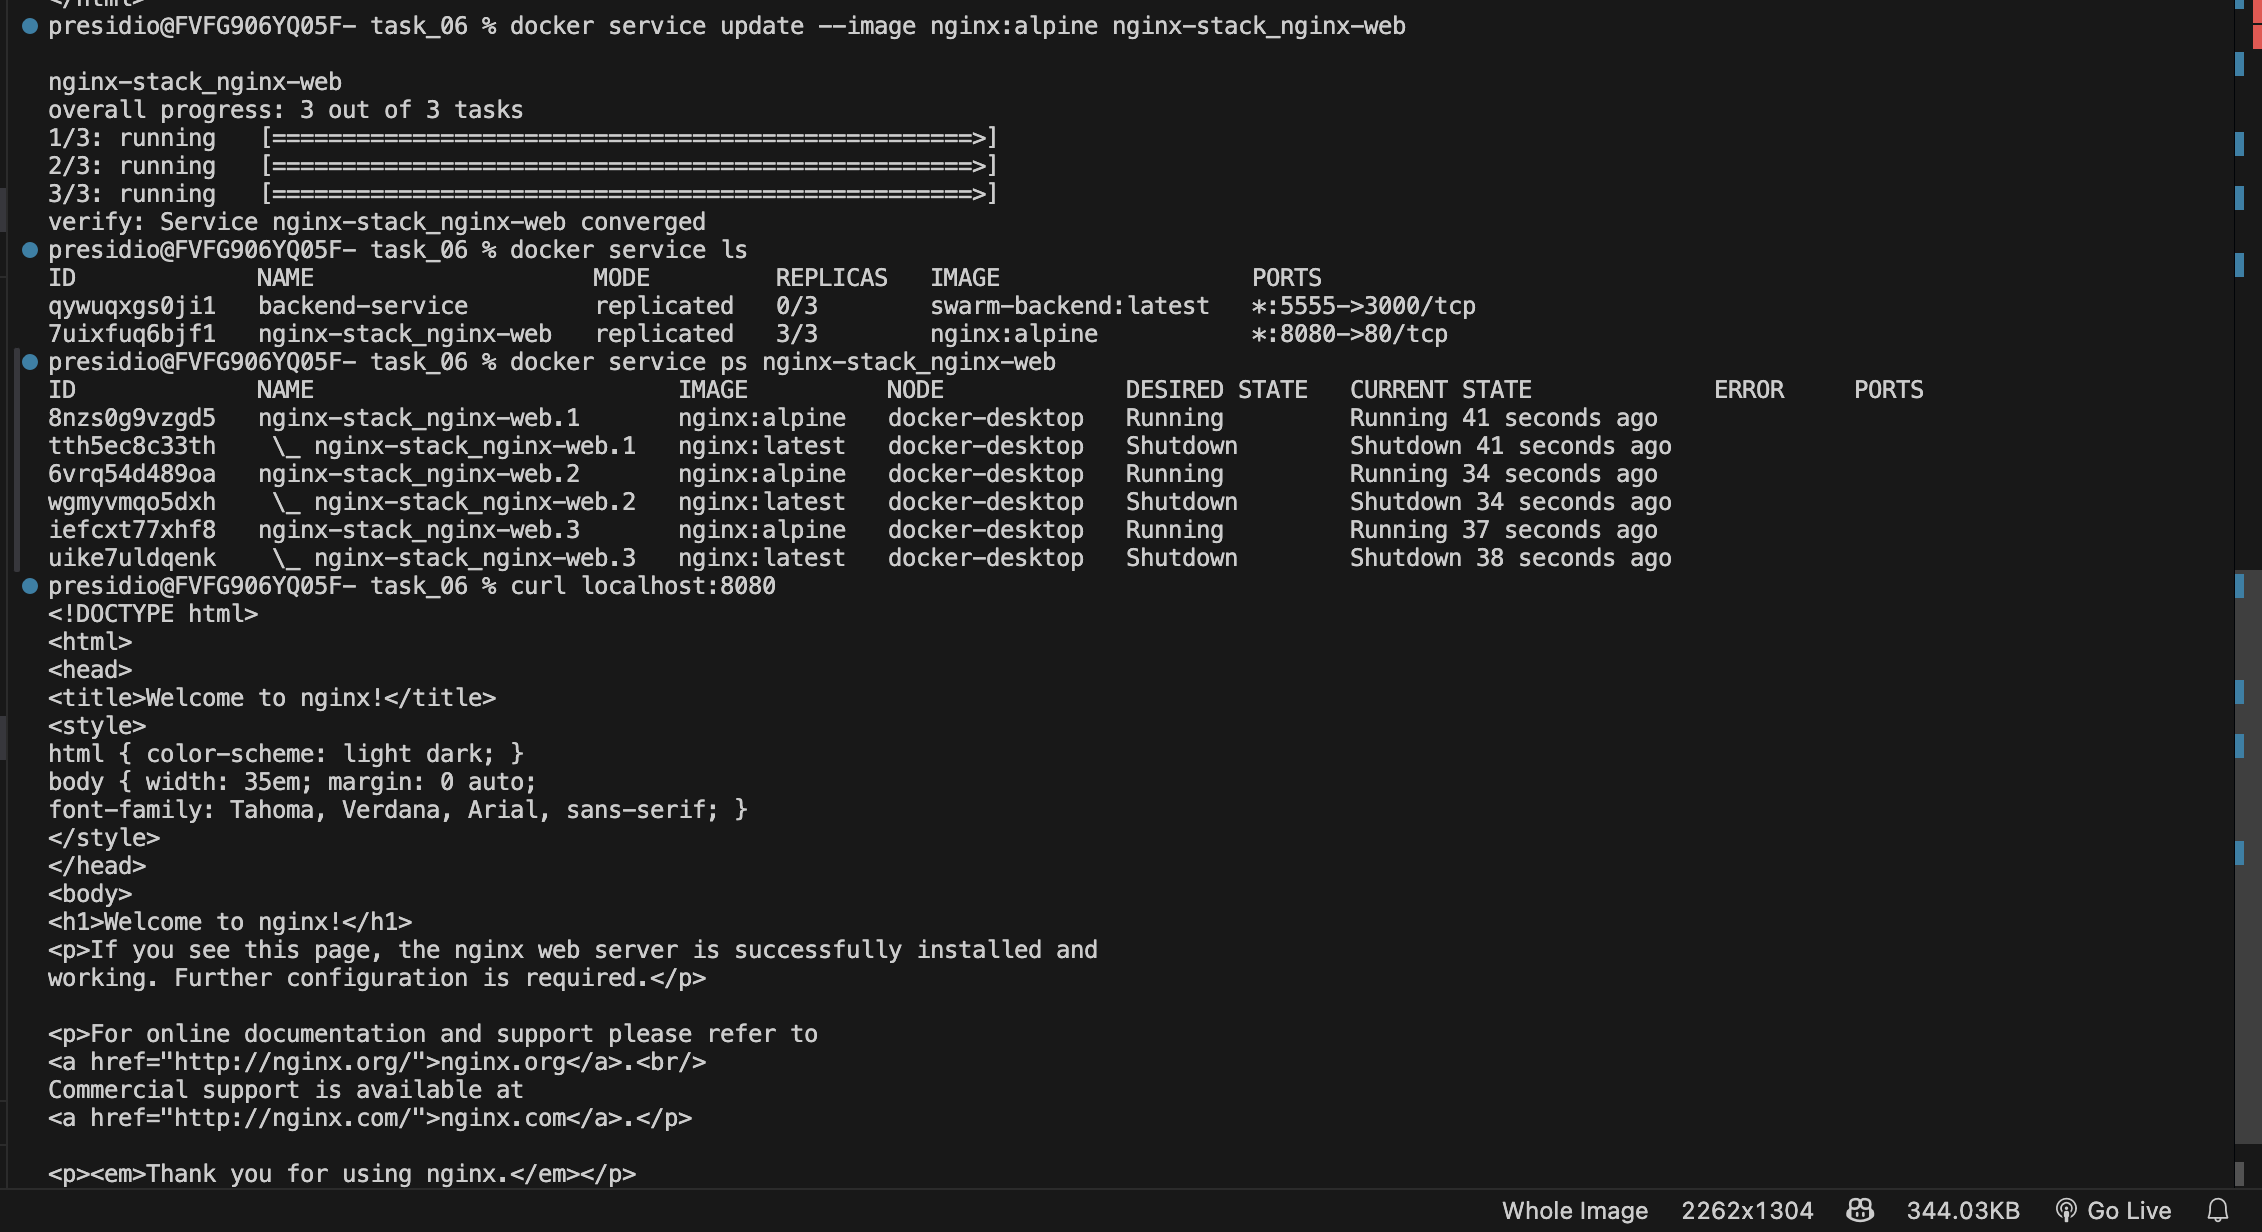 </html>
presidio@FVFG906YQ05F- task_06 % docker service update --image nginx:alpine nginx-stack_nginx-web
nginx-stack_nginx-web
overall progress: 3 out of 3 tasks
1/3: running   [==================================================>]
2/3: running   [==================================================>]
3/3: running   [==================================================>]
verify: Service nginx-stack_nginx-web converged
presidio@FVFG906YQ05F- task_06 % docker service ls
ID             NAME                    MODE         REPLICAS   IMAGE                  PORTS
qywuqxgs0ji1   backend-service         replicated   0/3        swarm-backend:latest   *:5555->3000/tcp
7uixfuq6bjf1   nginx-stack_nginx-web   replicated   3/3        nginx:alpine           *:8080->80/tcp
presidio@FVFG906YQ05F- task_06 % docker service ps nginx-stack_nginx-web
ID             NAME                          IMAGE          NODE             DESIRED STATE   CURRENT STATE             ERROR     PORTS
8nzs0g9vzgd5   nginx-stack_nginx-web.1       nginx:alpine   docker-desktop   Running         Running 41 seconds ago
tth5ec8c33th    \_ nginx-stack_nginx-web.1   nginx:latest   docker-desktop   Shutdown        Shutdown 41 seconds ago
6vrq54d489oa   nginx-stack_nginx-web.2       nginx:alpine   docker-desktop   Running         Running 34 seconds ago
wgmyvmqo5dxh    \_ nginx-stack_nginx-web.2   nginx:latest   docker-desktop   Shutdown        Shutdown 34 seconds ago
iefcxt77xhf8   nginx-stack_nginx-web.3       nginx:alpine   docker-desktop   Running         Running 37 seconds ago
uike7uldqenk    \_ nginx-stack_nginx-web.3   nginx:latest   docker-desktop   Shutdown        Shutdown 38 seconds ago
presidio@FVFG906YQ05F- task_06 % curl localhost:8080
<!DOCTYPE html>
<html>
<head>
<title>Welcome to nginx!</title>
<style>
html { color-scheme: light dark; }
body { width: 35em; margin: 0 auto;
font-family: Tahoma, Verdana, Arial, sans-serif; }
</style>
</head>
<body>
<h1>Welcome to nginx!</h1>
<p>If you see this page, the nginx web server is successfully installed and
working. Further configuration is required.</p>
<p>For online documentation and support please refer to
<a href="http://nginx.org/">nginx.org</a>.<br/>
Commercial support is available at
<a href="http://nginx.com/">nginx.com</a>.</p>
<p><em>Thank you for using nginx.</em></p>
Whole Image   2262x1304   344.03KB   Go Live